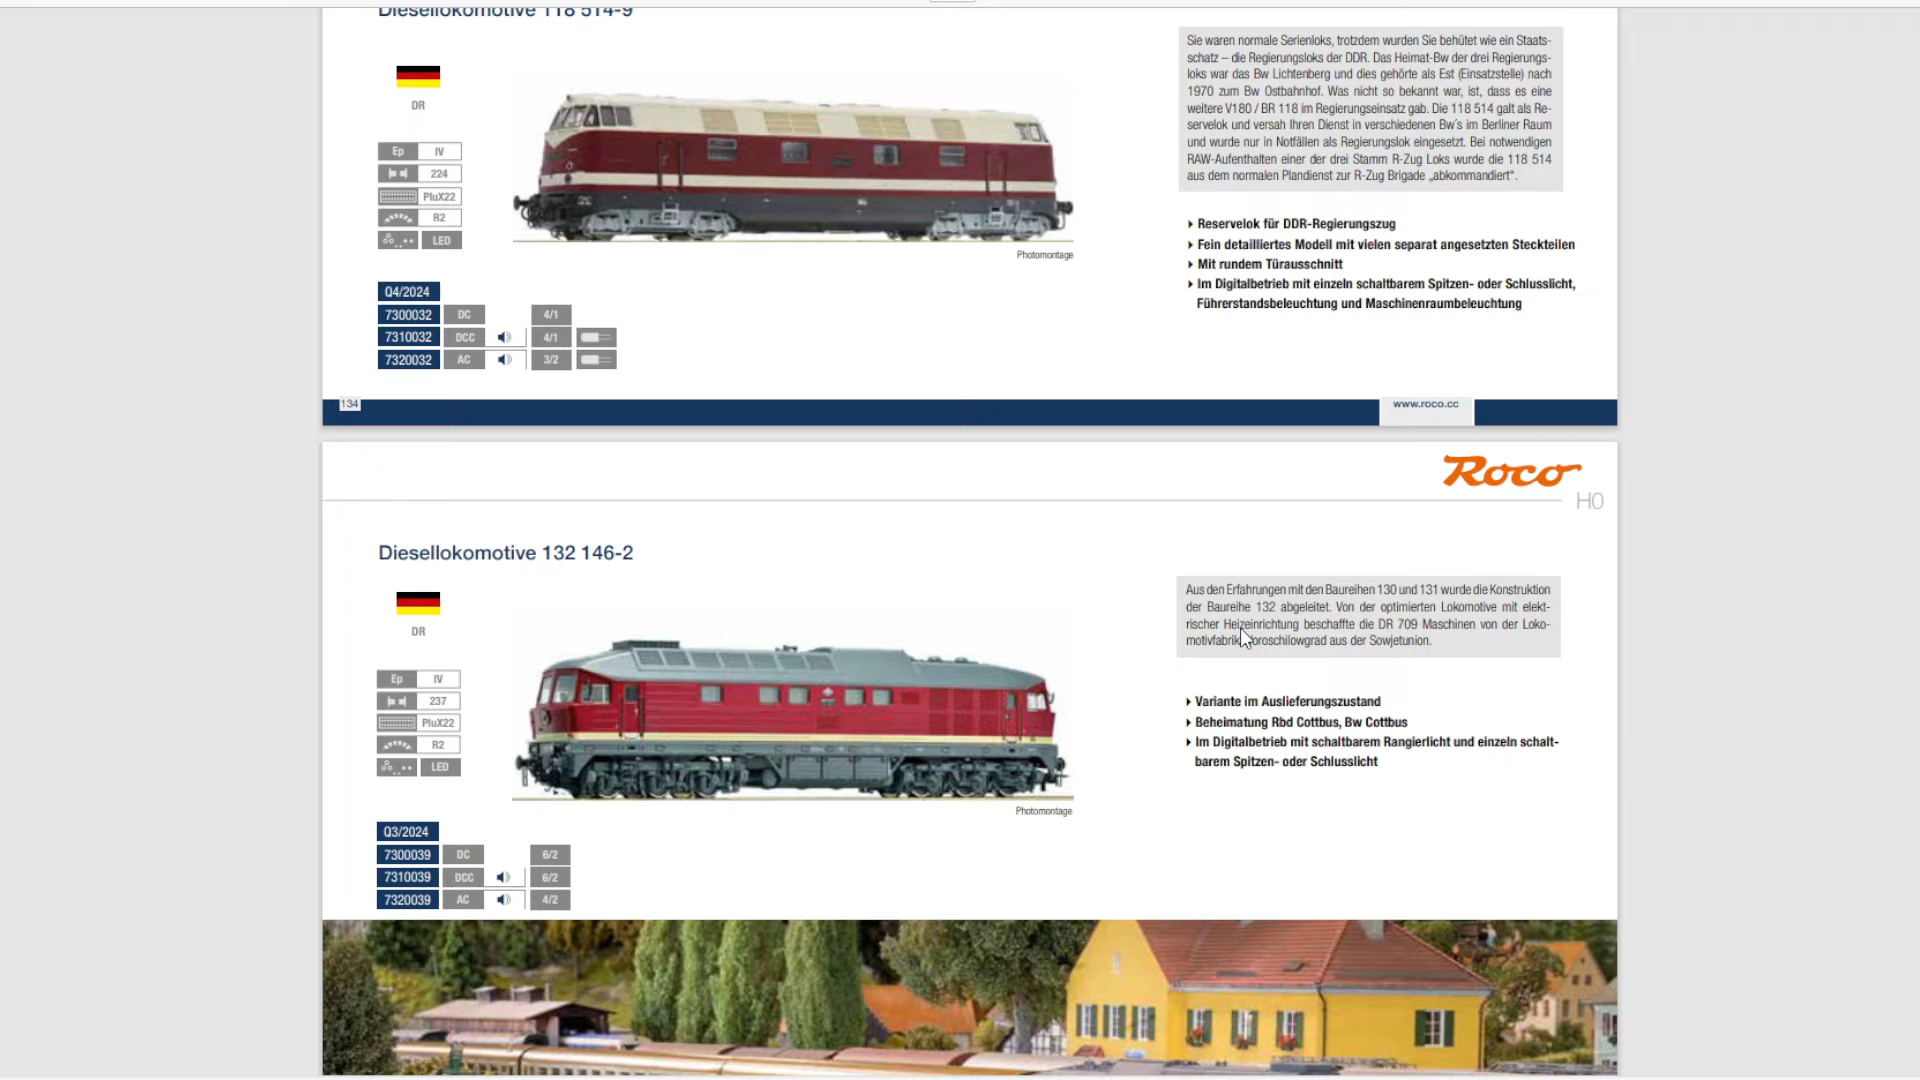 Diesellokomotive 118 514-9
DR
Ep IV
224
PluX22
R2
LED
Q4/2024
7300032 DC 4/1
7310032 DCC 4/1
7320032 AC 3/2
Photomontage
Sie waren normale Serienloks, trotzdem wurden Sie behütet wie ein Staats-
schatz – die Regierungsloks der DDR. Das Heimat-Bw der drei Regierungs-
loks war das Bw Lichtenberg und dies gehörte als Est (Einsatzstelle) nach
1970 zum Bw Ostbahnhof. Was nicht so bekannt war, ist, dass es eine
weitere V180 / BR 118 im Regierungseinsatz gab. Die 118 514 galt als Re-
servelok und versah Ihren Dienst in verschiedenen Bw´s im Berliner Raum
und wurde nur in Notfällen als Regierungslok eingesetzt. Bei notwendigen
RAW-Aufenthalten einer der drei Stamm R-Zug Loks wurde die 118 514
aus dem normalen Plandienst zur R-Zug Brigade „abkommandiert“.
Reservelok für DDR-Regierungszug
Fein detailliertes Modell mit vielen separat angesetzten Steckteilen
Mit rundem Türausschnitt
Im Digitalbetrieb mit einzeln schaltbarem Spitzen- oder Schlusslicht,
Führerstandsbeleuchtung und Maschinenraumbeleuchtung
134
www.roco.cc
Roco
H0
Diesellokomotive 132 146-2
DR
Ep IV
237
PluX22
R2
LED
Q3/2024
7300039 DC 6/2
7310039 DCC 6/2
7320039 AC 4/2
Photomontage
Aus den Erfahrungen mit den Baureihen 130 und 131 wurde die Konstruktion
der Baureihe 132 abgeleitet. Von der optimierten Lokomotive mit elekt-
rischer Heizeinrichtung beschaffte die DR 709 Maschinen von der Loko-
motivfabrik oroschilowgrad aus der Sowjetunion.
Variante im Auslieferungszustand
Beheimatung Rbd Cottbus, Bw Cottbus
Im Digitalbetrieb mit schaltbarem Rangierlicht und einzeln schalt-
barem Spitzen- oder Schlusslicht